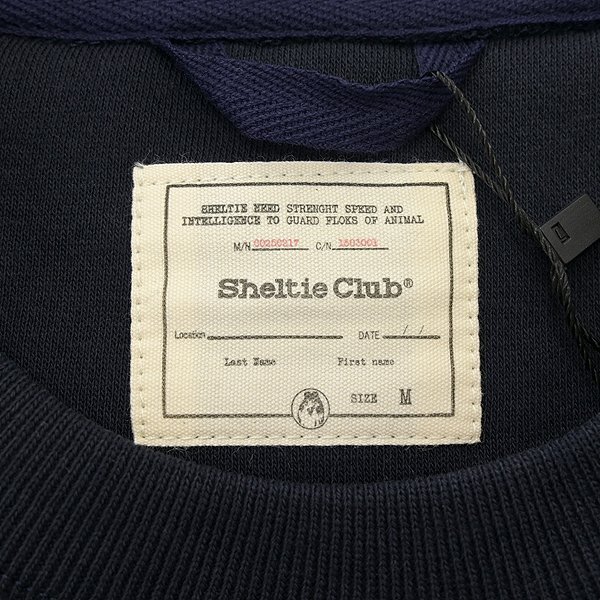 SHELTIE NEED STRENGHT SPEED AND
INTELLIGENCE TO GUARD FLOKS OF ANIMAL
M/N 00250217 C/N 1503001
Sheltie Club®
Location DATE / /
Last Name First name
SIZE M